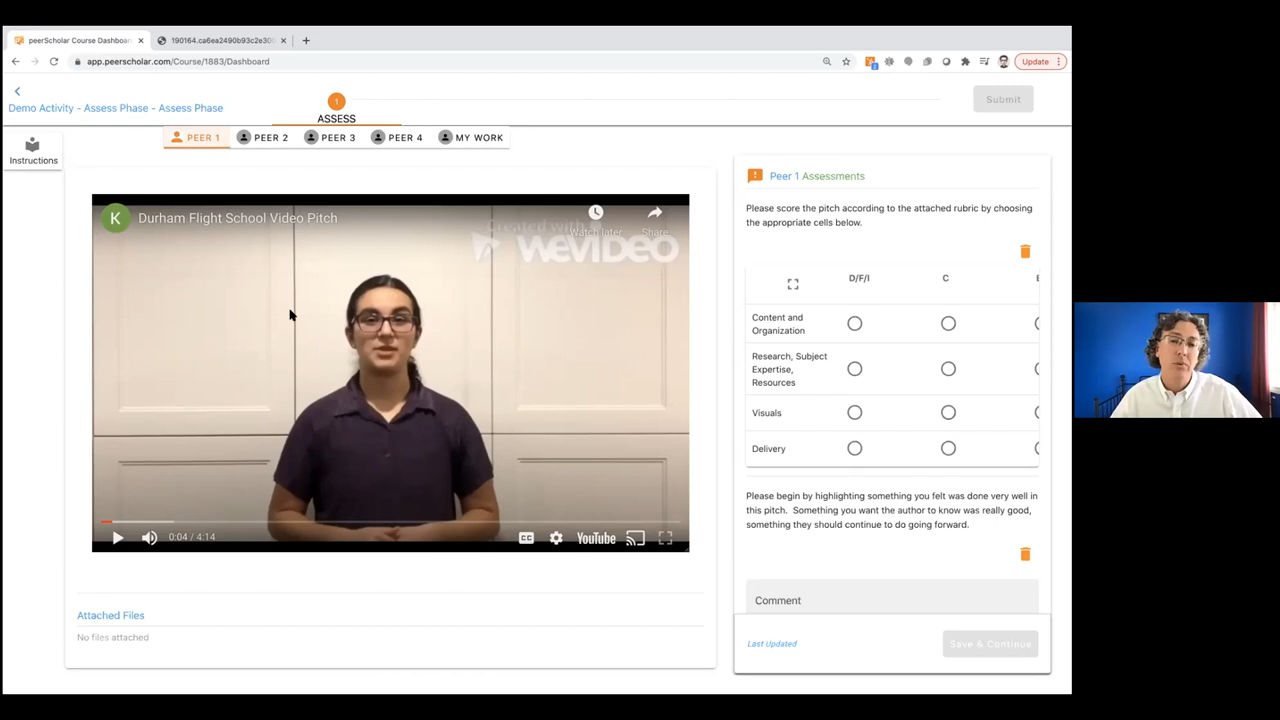 peerScholar Course Dashboar
190164.ca6ea2490b93c2e300
app.peerscholar.com/Course/1883/Dashboard
Update
Demo Activity - Assess Phase - Assess Phase
1
ASSESS
Submit
Instructions
PEER 1
PEER 2
PEER 3
PEER 4
MY WORK
K
Durham Flight School Video Pitch
Watch later
Share
Created with
WEVIDEO
0:04 / 4:14
CC
YouTube
Attached Files
No files attached
Peer 1 Assessments
Please score the pitch according to the attached rubric by choosing
the appropriate cells below.
D/F/I
C
Content and
Organization
Research, Subject
Expertise,
Resources
Visuals
Delivery
Please begin by highlighting something you felt was done very well in
this pitch. Something you want the author to know was really good,
something they should continue to do going forward.
Comment
Last Updated
Save & Continue